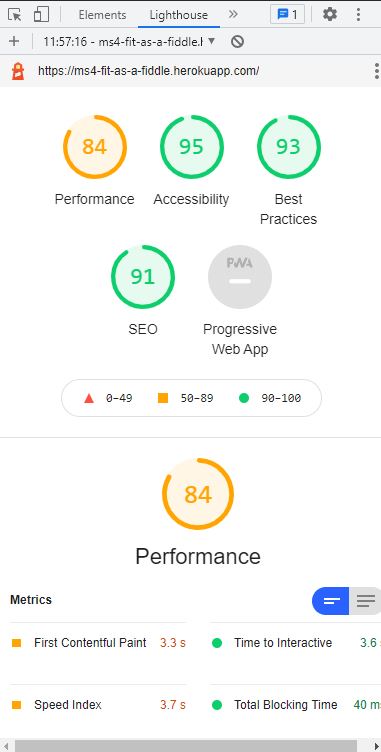 Elements Lighthouse 1
11:57:16 - ms4-fit-as-a-fiddle.
https://ms4-fit-as-a-fiddle.herokuapp.com/
84 95 93
Performance Accessibility Best
Practices
91 PWA
SEO Progressive
Web App
0–49 50–89 90–100
84
Performance
Metrics
First Contentful Paint 3.3 s Time to Interactive 3.6
Speed Index 3.7 s Total Blocking Time 40 ms